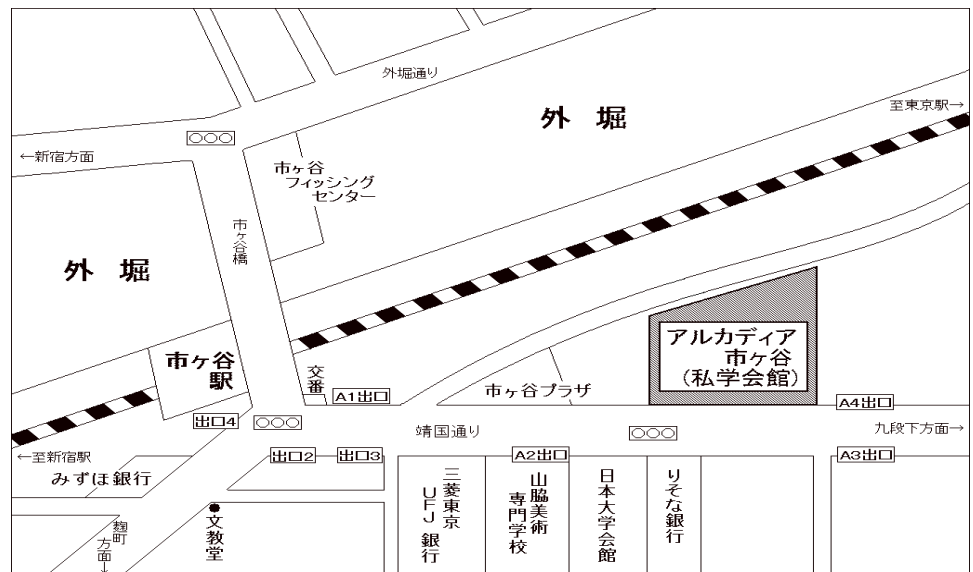 外堀通り
外 堀
至東京駅→
←新宿方面
市ヶ谷
フィッシング
センター
市ヶ谷橋
外 堀
アルカディア
市ヶ谷
(私学会館)
市ヶ谷
駅
交番
A1出口
市ヶ谷プラザ
A4出口
出口4
靖国通り
九段下方面→
←至新宿駅
出口2
出口3
A2出口
A3出口
みずほ銀行
三菱東京
UFJ 銀行
山脇美術
専門学校
日本大学会館
りそな銀行
麹町
方面→
●文教堂